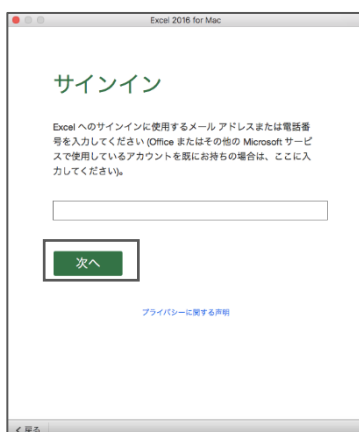 Excel 2016 for Mac
サインイン
Excel へのサインインに使用するメール アドレスまたは電話番
号を入力してください (Office またはその他の Microsoft サービ
スで使用しているアカウントを既にお持ちの場合は、ここに入
力してください)。
次へ
プライバシーに関する声明
く戻る